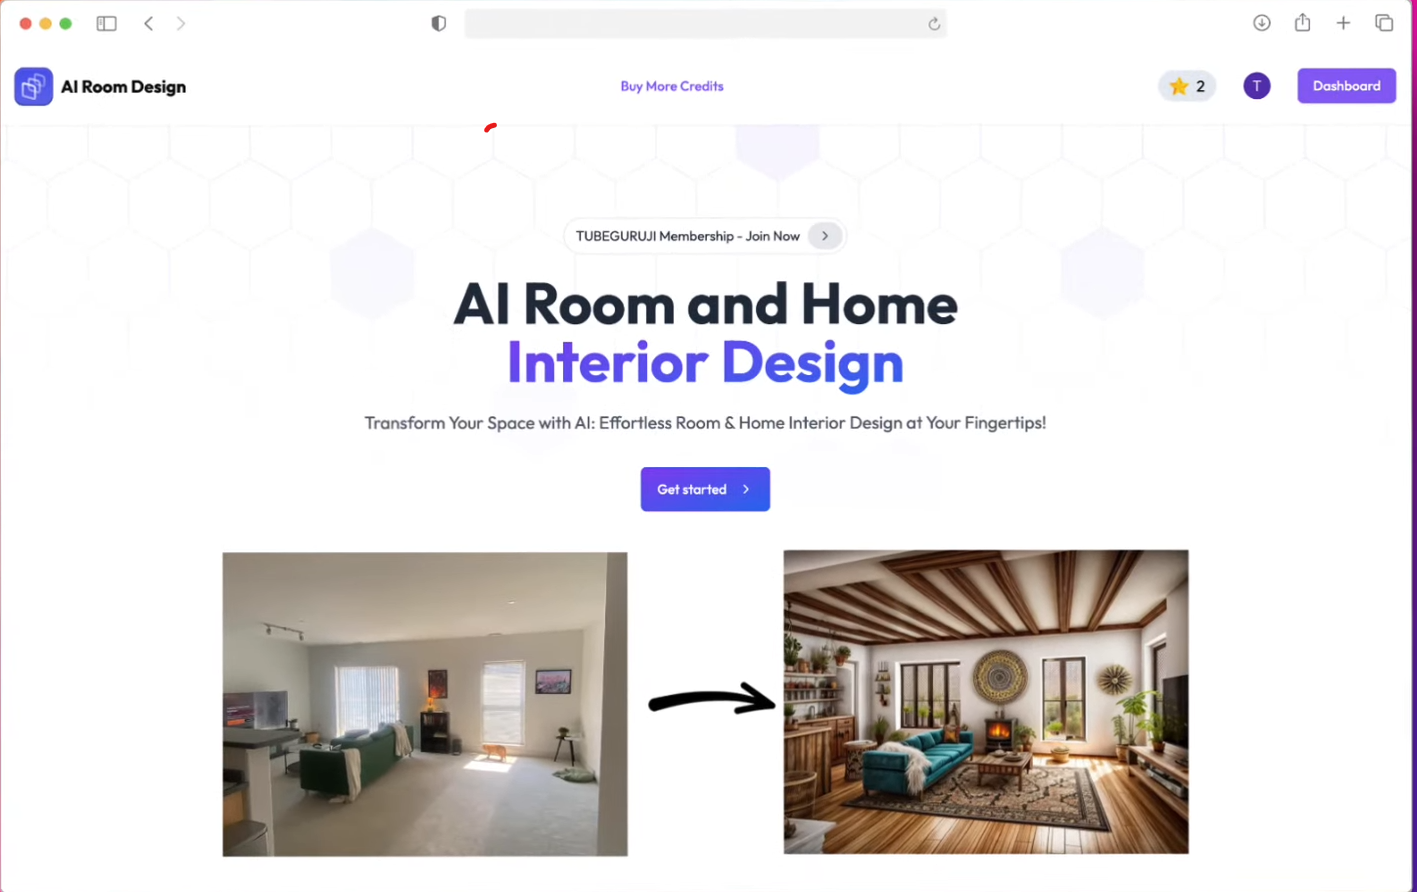 AI Room Design
Buy More Credits
2
T
Dashboard
TUBEGURUJI Membership - Join Now
AI Room and Home
Interior Design
Transform Your Space with AI: Effortless Room & Home Interior Design at Your Fingertips!
Get started